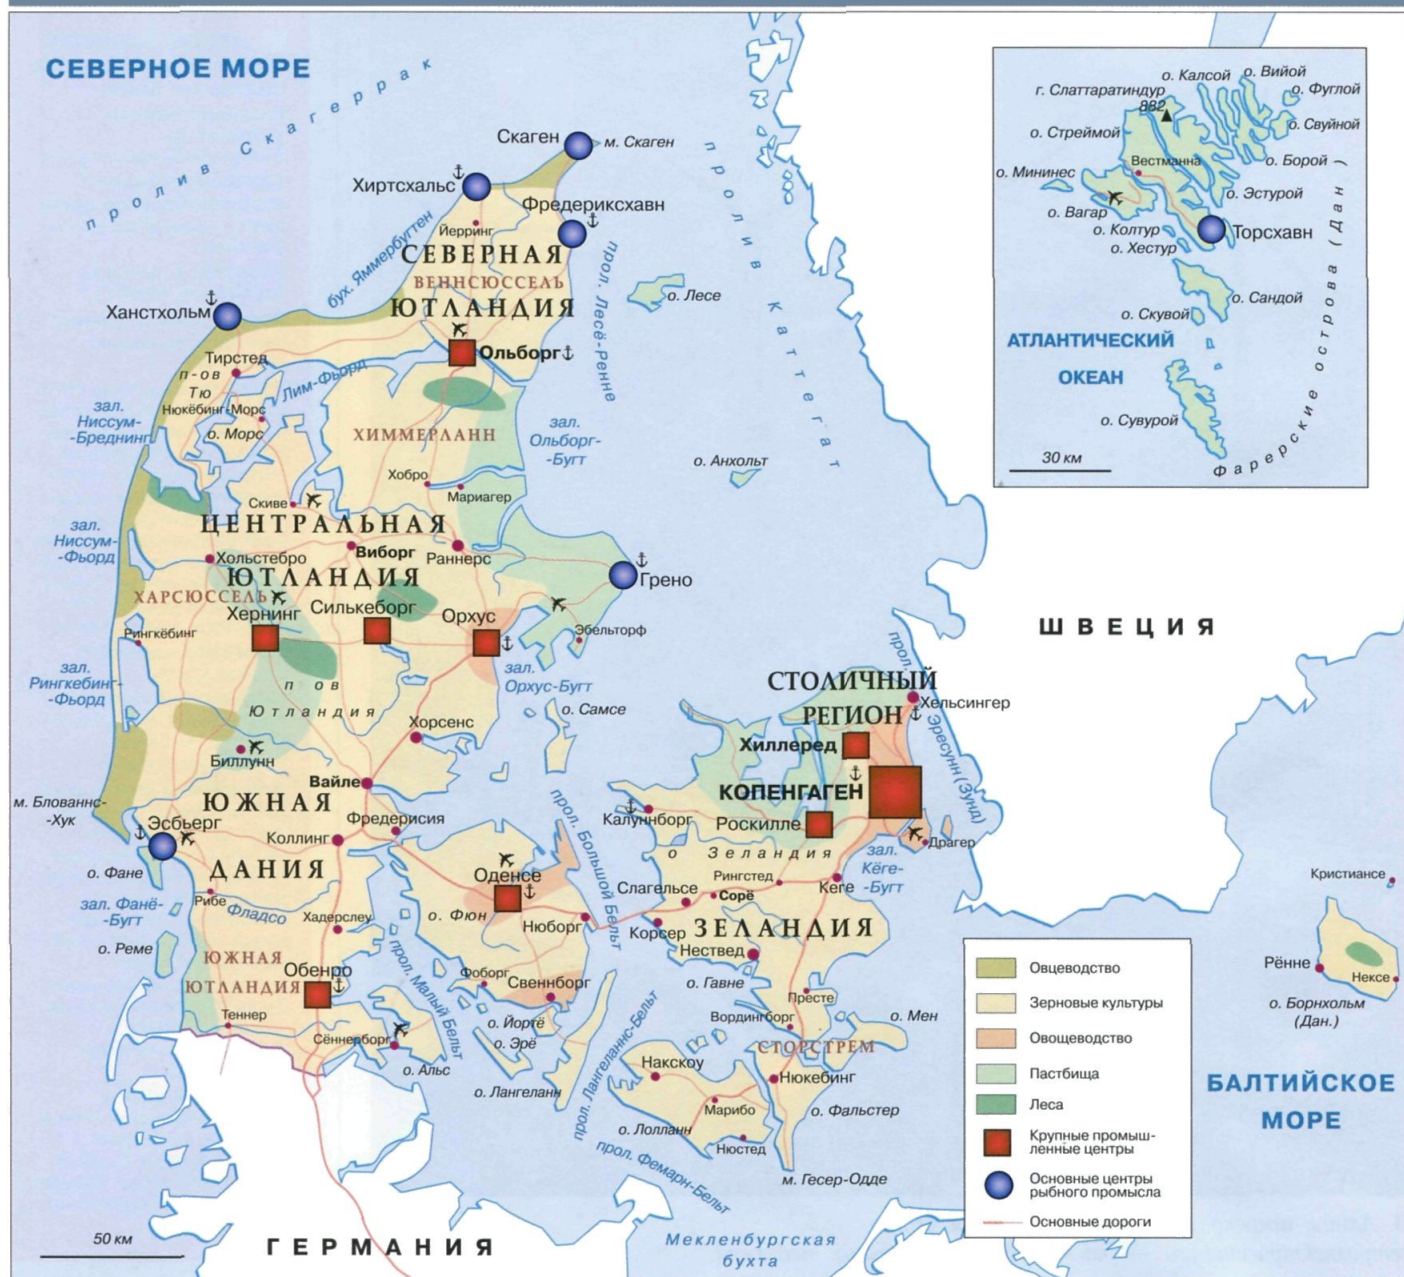 СЕВЕРНОЕ МОРЕ
пролив Скагеррак
Скаген
м. Скаген
Хиртсхальс
Фредериксхавн
Йерринг
бух. Яммербугтен
СЕВЕРНАЯ
ВЕННСЮССЕЛЬ
ЮТЛАНДИЯ
прол. Лесё-Ренне
пролив Каттегат
о. Лесе
Ханстхольм
Ольборг
Тирстед
п-ов
Тю
Лим-Фьорд
Нюкёбинг-Морс
о. Морс
зал.
Ниссум-
-Бреднинг
ХИММЕРЛАНН
зал.
Ольборг-
-Бугт
о. Анхольт
Хобро
Мариагер
Скиве
ЦЕНТРАЛЬНАЯ
зал.
Ниссум-
-Фьорд
Хольстебро
Виборг
Раннерс
ЮТЛАНДИЯ
Грено
ХАРСЮССЕЛЬ
Хернинг
Силькеборг
Орхус
Рингкёбинг
Эбельторф
зал.
Рингкебинг-
-Фьорд
зал.
Орхус-Бугт
п ов
Ютландия
о. Самсе
Хорсенс
Биллунн
Вайле
м. Блованнс-
-Хук
ЮЖНАЯ
Эсбьерг
Фредерисия
Коллинг
ДАНИЯ
о. Фане
зал. Фанё-
-Бугт
Рибе
Фладсо
Хадерслеу
о. Реме
ЮЖНАЯ
ЮТЛАНДИЯ
Обенро
Теннер
Сённерборг
о. Альс
прол. Малый Бельт
Оденсе
о. Фюн
Нюборг
Фоборг
Свеннборг
о. Йортё
о. Эрё
о. Лангеланн
прол. Большой Бельт
прол. Лангеланнс-Бельт
СТОЛИЧНЫЙ
РЕГИОН
Хельсингер
прол. Эресунн (Зунд)
Хиллеред
КОПЕНГАГЕН
Калуннборг
Роскилле
Драгер
о Зеландия
зал.
Кёге-
-Бугт
Слагельсе
Рингстед
Кеге
Сорё
Корсер
ЗЕЛАНДИЯ
Нествед
о. Гавне
Престе
Вордингборг
о. Мен
СТОРСТРЕМ
Накскоу
Нюкебинг
Марибо
о. Фальстер
о. Лолланн
Нюстед
м. Гесер-Одде
прол. Фемарн-Бельт
Мекленбургская
бухта
ГЕРМАНИЯ
50 км
ШВЕЦИЯ
Кристиансе
Рённе
Нексе
о. Борнхольм
(Дан.)
БАЛТИЙСКОЕ
МОРЕ
о. Калсой
о. Вийой
г. Слаттаратиндур
882
о. Фуглой
о. Стреймой
о. Свуйной
Вестманна
о. Борой
о. Мининес
о. Эстурой
о. Вагар
о. Колтур
Торсхавн
о. Хестур
о. Сандой
о. Скувой
АТЛАНТИЧЕСКИЙ
ОКЕАН
о. Сувурой
Фарерские острова (Дан)
30 км
Овцеводство
Зерновые культуры
Овощеводство
Пастбища
Леса
Крупные промыш-
ленные центры
Основные центры
рыбного промысла
Основные дороги